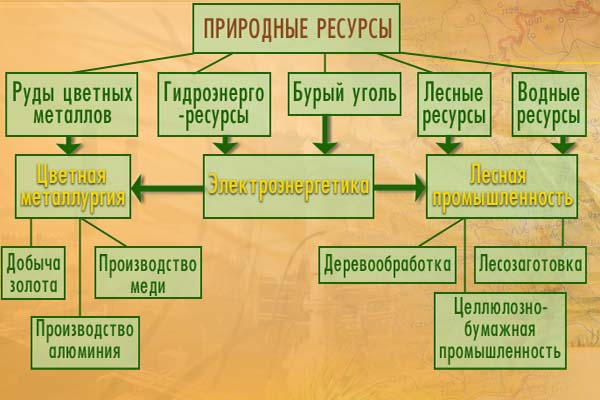 ПРИРОДНЫЕ РЕСУРСЫ
Руды цветных
металлов
Гидроэнерго
-ресурсы
Бурый уголь
Лесные
ресурсы
Водные
ресурсы
Цветная
металлургия
Электроэнергетика
Лесная
промышленность
Добыча
золота
Производство
меди
Деревообработка
Лесозаготовка
Производство
алюминия
Целлюлозно-
бумажная
промышленность